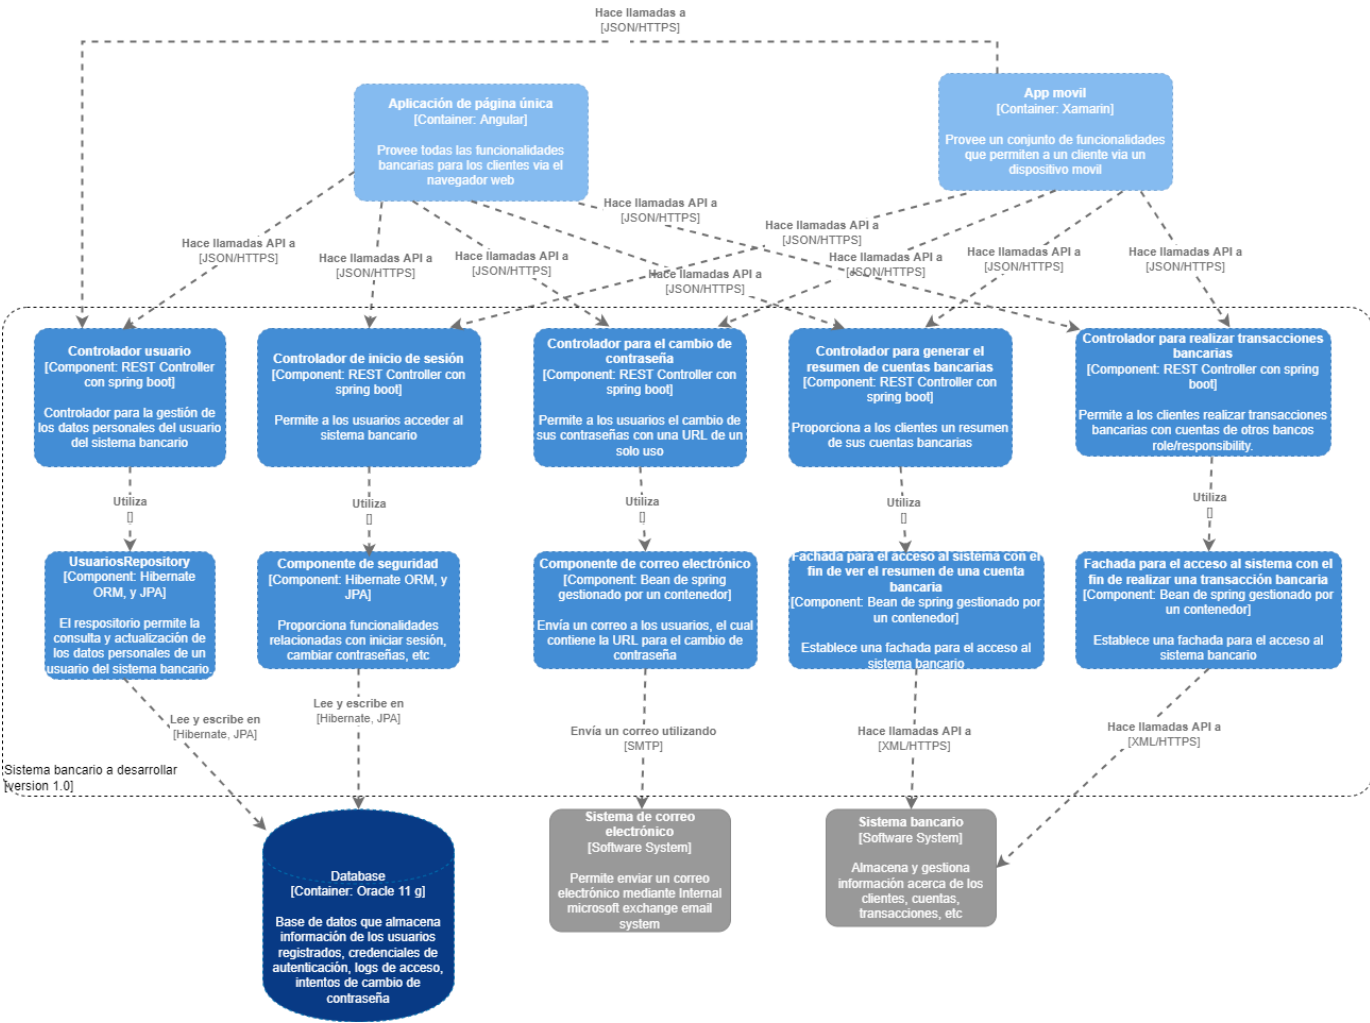 Hace llamadas a
[JSON/HTTPS]
Aplicación de página única
[Container: Angular]
Provee todas las funcionalidades
bancarias para los clientes via el
navegador web
App movil
[Container: Xamarin]
Provee un conjunto de funcionalidades
que permiten a un cliente via un
dispositivo movil
Hace llamadas API a
[JSON/HTTPS]
Hace llamadas API a
[JSON/HTTPS]
Hace llamadas API a
[JSON/HTTPS]
Hace llamadas API a
[JSON/HTTPS]
Hace llamadas API a
[JSON/HTTPS]
Hace llamadas API a
[JSON/HTTPS]
Hace llamadas API a
[JSON/HTTPS]
Hace llamadas API a
[JSON/HTTPS]
Hace llamadas API a
[JSON/HTTPS]
Controlador usuario
[Component: REST Controller
con spring boot]
Controlador para la gestión de
los datos personales del usuario
del sistema bancario
Controlador de inicio de sesión
[Component: REST Controller con
spring boot]
Permite a los usuarios acceder al
sistema bancario
Controlador para el cambio de
contraseña
[Component: REST Controller con
spring boot]
Permite a los usuarios el cambio de
sus contraseñas con una URL de un
solo uso
Controlador para generar el
resumen de cuentas bancarias
[Component: REST Controller con
spring boot]
Proporciona a los clientes un resumen
de sus cuentas bancarias
Controlador para realizar transacciones
bancarias
[Component: REST Controller con spring
boot]
Permite a los clientes realizar transacciones
bancarias con cuentas de otros bancos
role/responsibility.
Utiliza
[]
Utiliza
[]
Utiliza
[]
Utiliza
[]
Utiliza
[]
UsuariosRepository
[Component: Hibernate
ORM, y JPA]
El respositorio permite la
consulta y actualización de
los datos personales de un
usuario del sistema bancario.
Componente de seguridad
[Component: Hibernate ORM, y
JPA]
Proporciona funcionalidades
relacionadas con iniciar sesión,
cambiar contraseñas, etc
Componente de correo electrónico
[Component: Bean de spring
gestionado por un contenedor]
Envía un correo a los usuarios, el cual
contiene la URL para el cambio de
contraseña
Fachada para el acceso al sistema con el
fin de ver el resumen de una cuenta
bancaria
[Component: Bean de spring gestionado por
un contenedor]
Establece una fachada para el acceso al
sistema bancario
Fachada para el acceso al sistema con el
fin de realizar una transacción bancaria
[Component: Bean de spring gestionado por
un contenedor]
Establece una fachada para el acceso al
sistema bancario
Lee y escribe en
[Hibernate, JPA]
Lee y escribe en
[Hibernate, JPA]
Envía un correo utilizando
[SMTP]
Hace llamadas API a
[XML/HTTPS]
Hace llamadas API a
[XML/HTTPS]
Sistema bancario a desarrollar
[version 1.0]
Database
[Container: Oracle 11 g]
Base de datos que almacena
información de los usuarios
registrados, credenciales de
autenticación, logs de acceso,
intentos de cambio de
contraseña
Sistema de correo
electrónico
[Software System]
Permite enviar un correo
electrónico mediante Internal
microsoft exchange email
system
Sistema bancario
[Software System]
Almacena y gestiona
información acerca de los
clientes, cuentas,
transacciones, etc